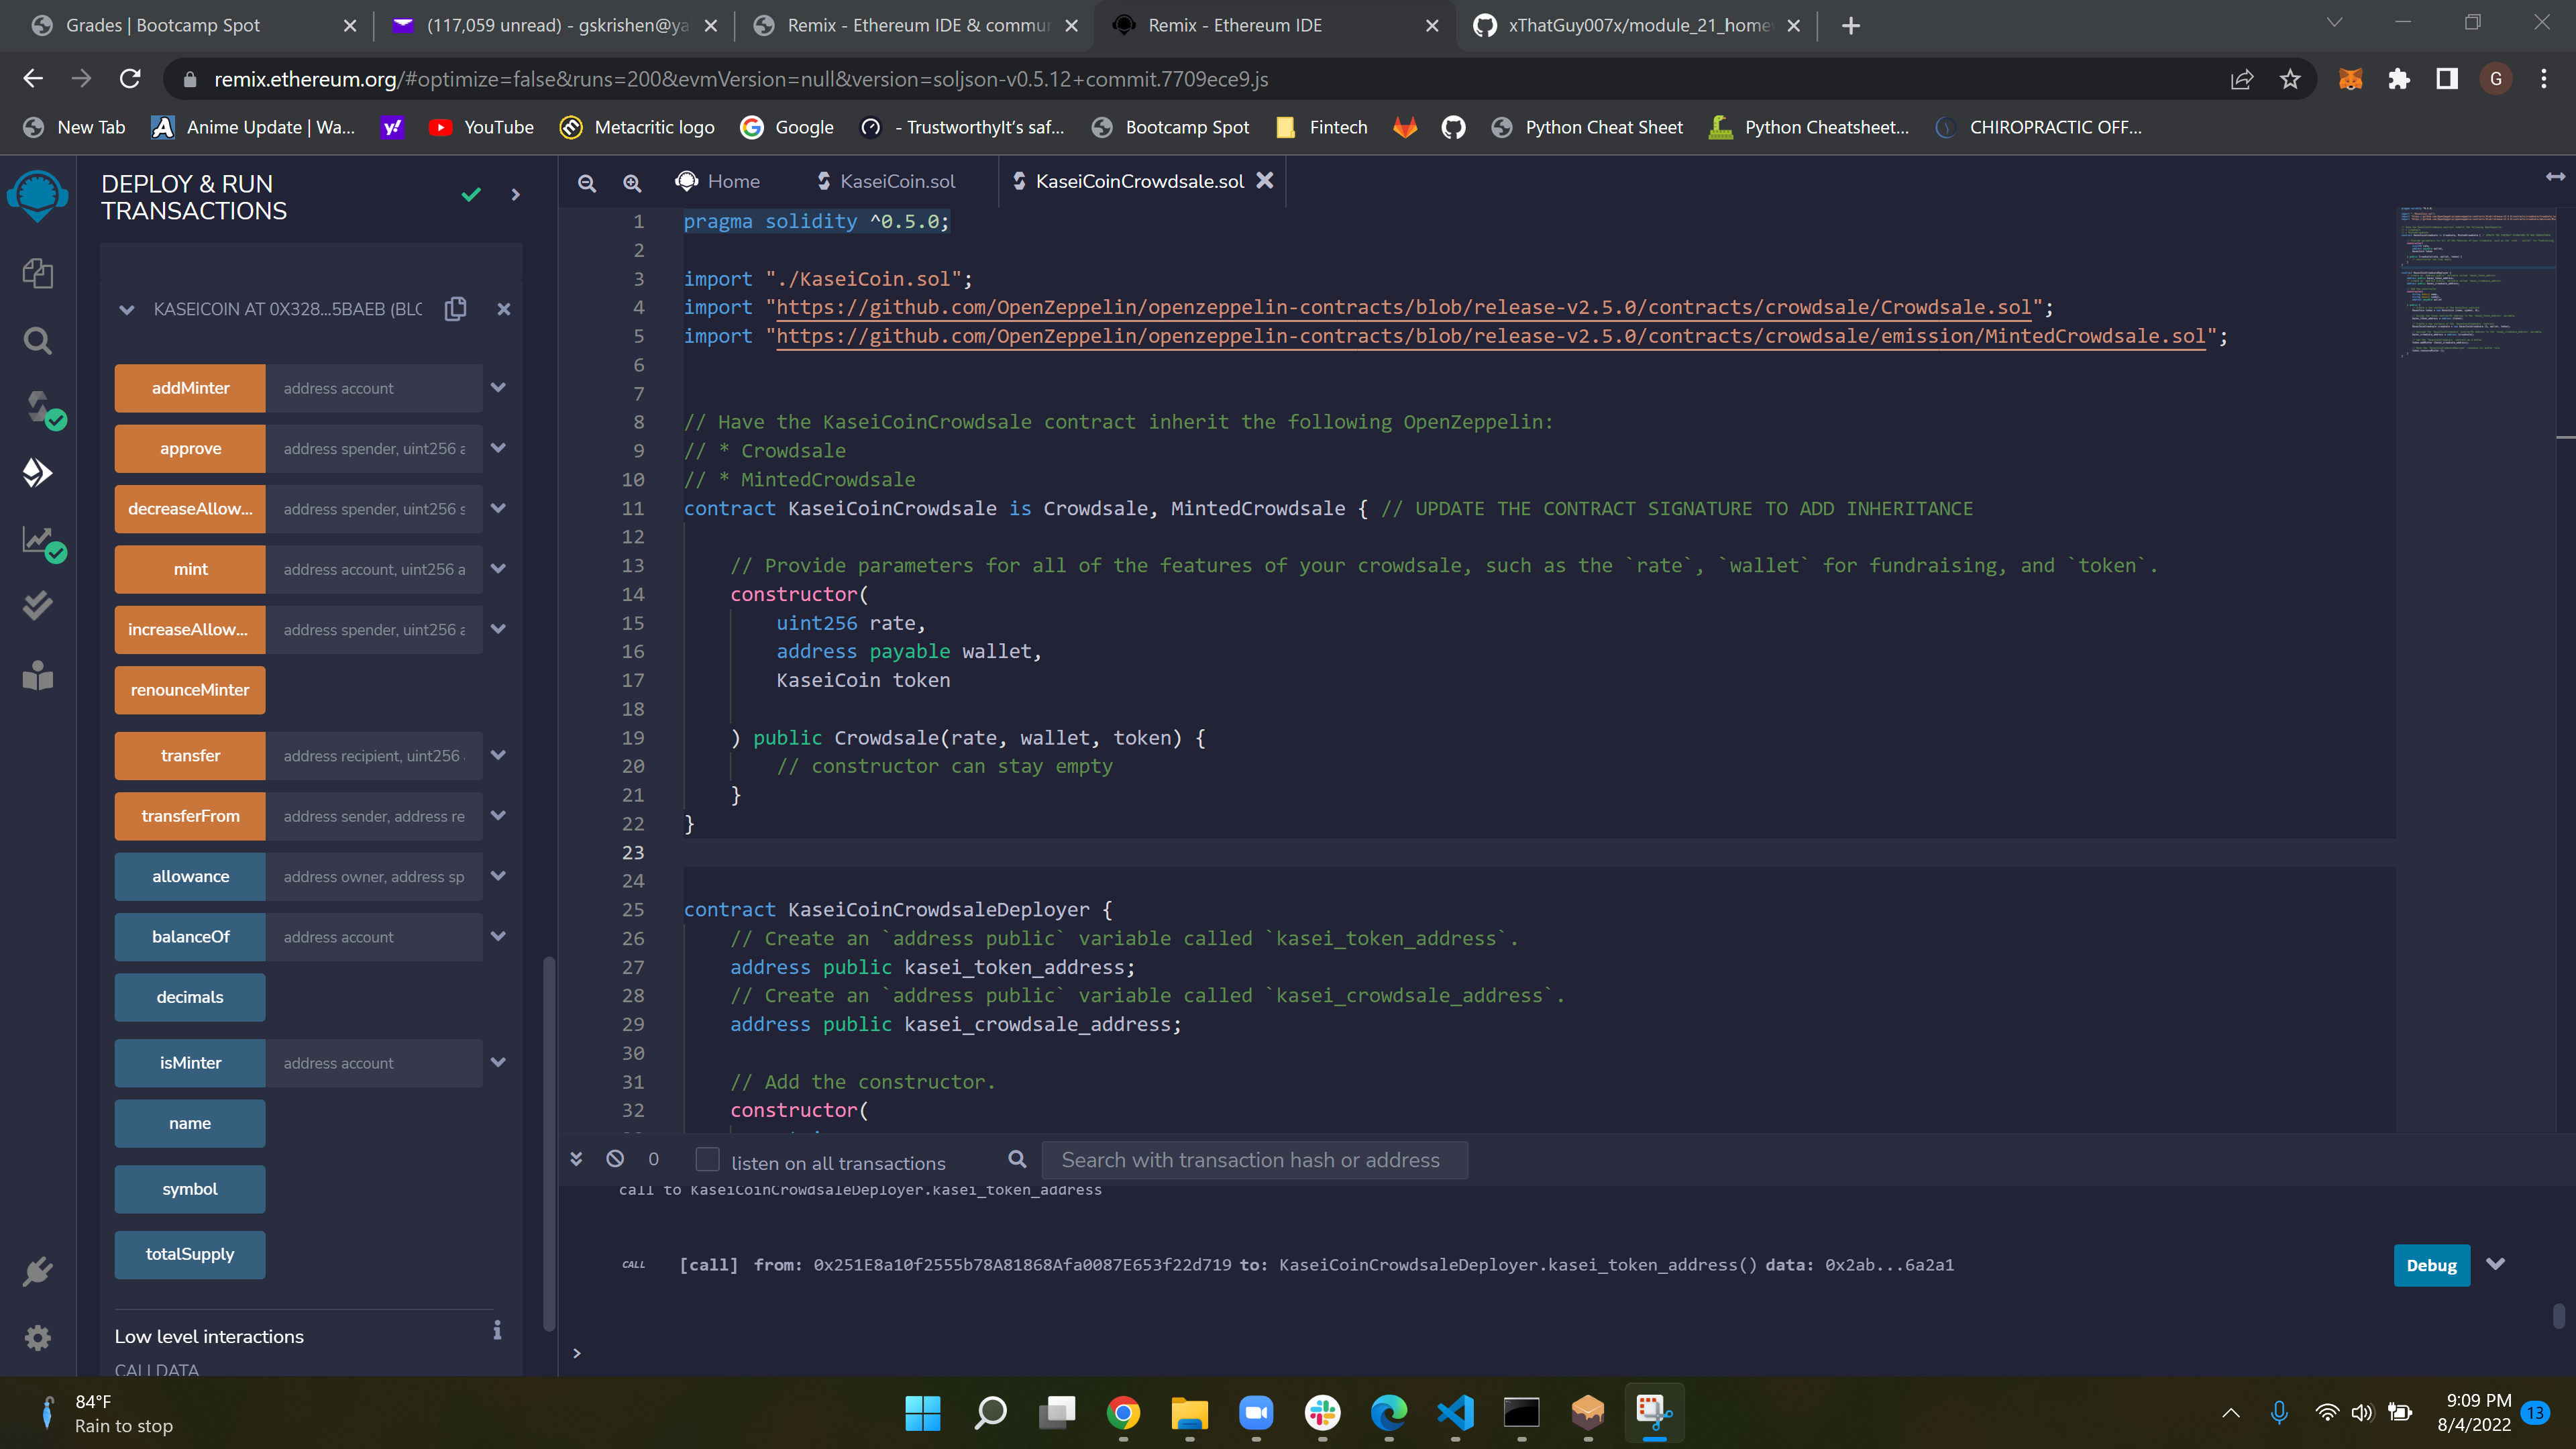 Grades | Bootcamp Spot
(117,059 unread) - gskrishen@ya
Remix - Ethereum IDE & commun
Remix - Ethereum IDE
xThatGuy007x/module_21_home
remix.ethereum.org/#optimize=false&runs=200&evmVersion=null&version=soljson-v0.5.12+commit.7709ece9.js
G
New Tab
Anime Update | Wa...
YouTube
Metacritic logo
Google
- TrustworthyIt's saf...
Bootcamp Spot
Fintech
Python Cheat Sheet
Python Cheatsheet...
CHIROPRACTIC OFF...
DEPLOY & RUN
TRANSACTIONS
Home
KaseiCoin.sol
KaseiCoinCrowdsale.sol
KASEICOIN AT 0X328...5BAEB (BLC
addMinter address account
approve address spender, uint256 a
decreaseAllow... address spender, uint256 s
mint address account, uint256 a
increaseAllow... address spender, uint256 a
renounceMinter
transfer address recipient, uint256
transferFrom address sender, address re
allowance address owner, address sp
balanceOf address account
decimals
isMinter address account
name
symbol
totalSupply
Low level interactions
CALLDATA
1 pragma solidity ^0.5.0;
2
3 import "./KaseiCoin.sol";
4 import "https://github.com/OpenZeppelin/openzeppelin-contracts/blob/release-v2.5.0/contracts/crowdsale/Crowdsale.sol";
5 import "https://github.com/OpenZeppelin/openzeppelin-contracts/blob/release-v2.5.0/contracts/crowdsale/emission/MintedCrowdsale.sol";
6
7
8 // Have the KaseiCoinCrowdsale contract inherit the following OpenZeppelin:
9 // * Crowdsale
10 // * MintedCrowdsale
11 contract KaseiCoinCrowdsale is Crowdsale, MintedCrowdsale { // UPDATE THE CONTRACT SIGNATURE TO ADD INHERITANCE
12
13 // Provide parameters for all of the features of your crowdsale, such as the `rate`, `wallet` for fundraising, and `token`.
14 constructor(
15 uint256 rate,
16 address payable wallet,
17 KaseiCoin token
18
19 ) public Crowdsale(rate, wallet, token) {
20 // constructor can stay empty
21 }
22 }
23
24
25 contract KaseiCoinCrowdsaleDeployer {
26 // Create an `address public` variable called `kasei_token_address`.
27 address public kasei_token_address;
28 // Create an `address public` variable called `kasei_crowdsale_address`.
29 address public kasei_crowdsale_address;
30
31 // Add the constructor.
32 constructor(
0
listen on all transactions
Search with transaction hash or address
call to KaseiCoinCrowdsaleDeployer.kasei_token_address
CALL [call] from: 0x251E8a10f2555b78A81868Afa0087E653f22d719 to: KaseiCoinCrowdsaleDeployer.kasei_token_address() data: 0x2ab...6a2a1
Debug
>
84°F
Rain to stop
9:09 PM
8/4/2022
13